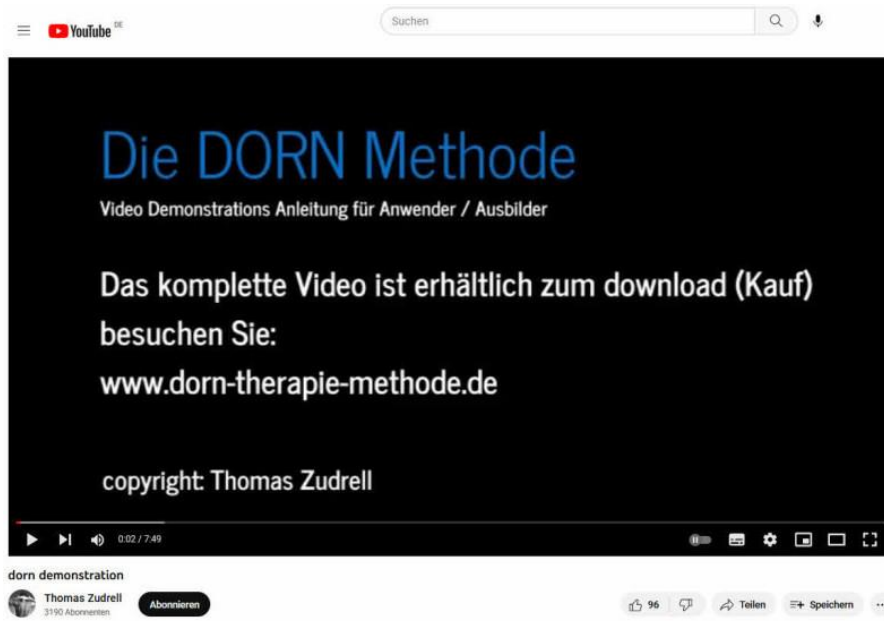 YouTube DE
Suchen
Die DORN Methode
Video Demonstrations Anleitung für Anwender / Ausbilder
Das komplette Video ist erhältlich zum download (Kauf)
besuchen Sie:
www.dorn-therapie-methode.de
copyright: Thomas Zudrell
0:02 / 7:49
dorn demonstration
Thomas Zudrell
3190 Abonnenten
Abonnieren
96
Teilen
Speichern